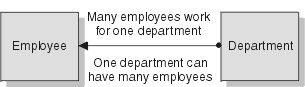 Many employees work
for one department
Employee
Department
One department can
have many employees